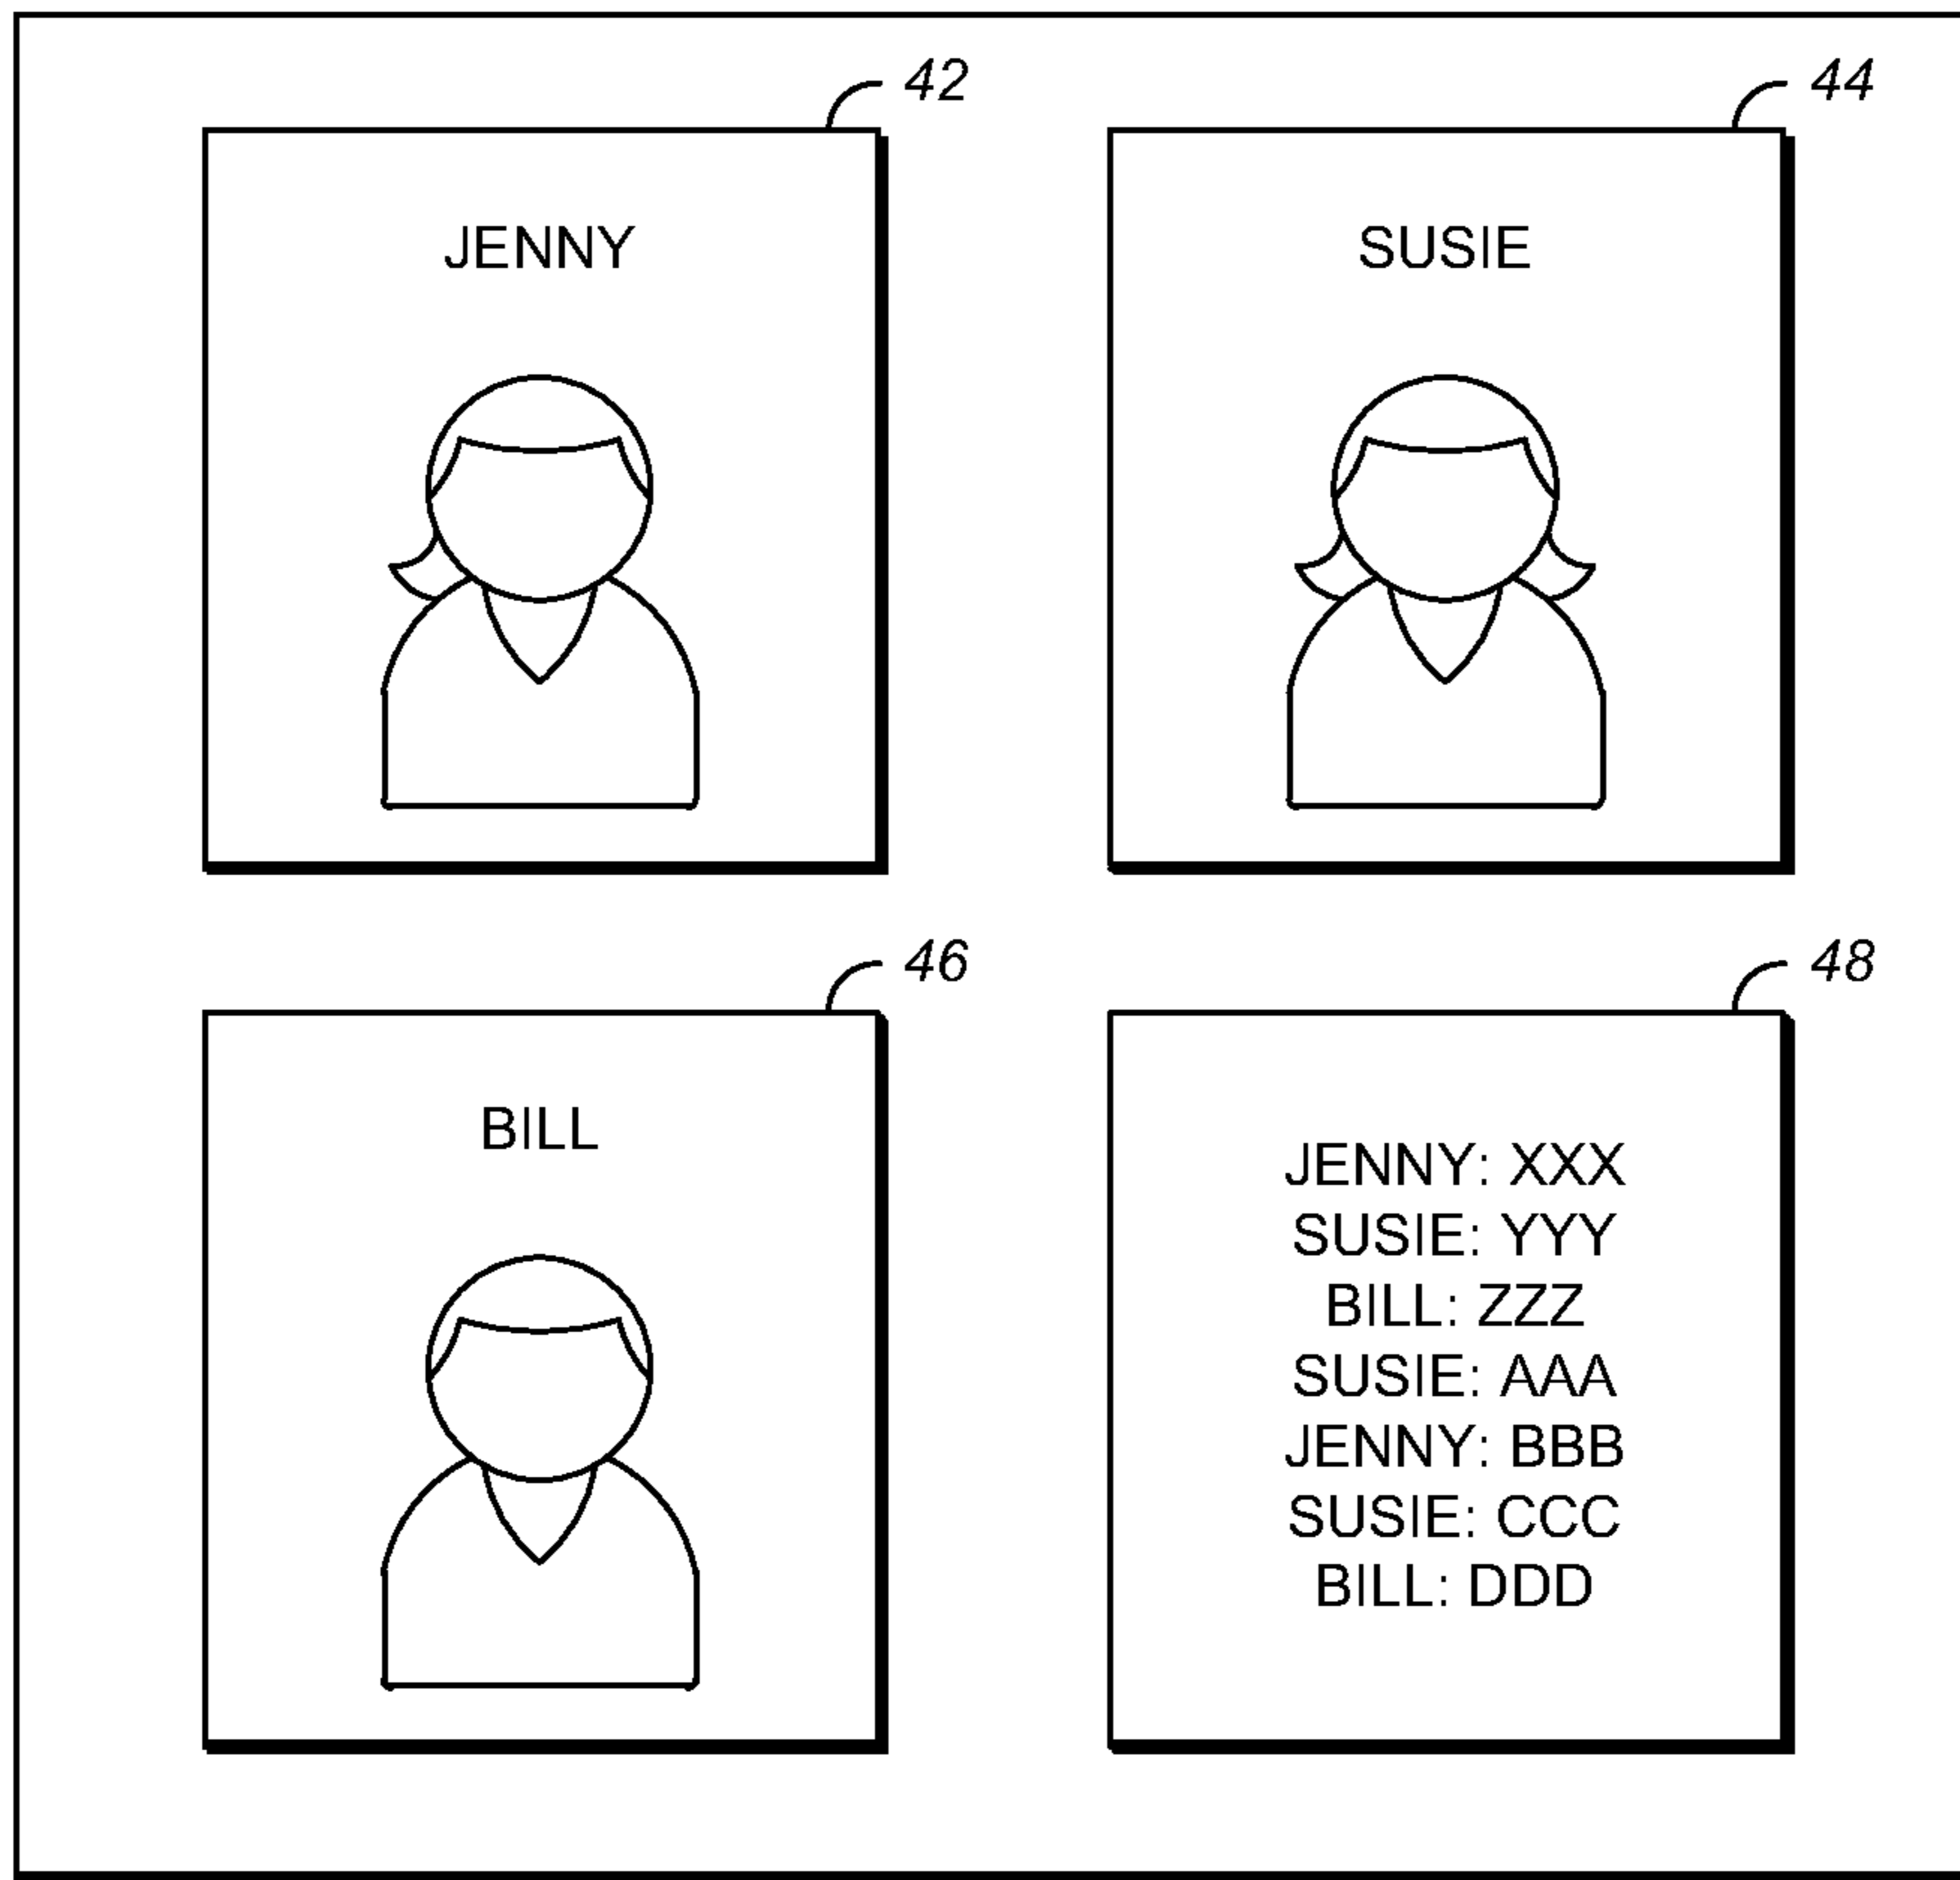 42
44
JENNY
SUSIE
46
48
BILL
JENNY: XXX
SUSIE: YYY
BILL: ZZZ
SUSIE: AAA
JENNY: BBB
SUSIE: CCC
BILL: DDD